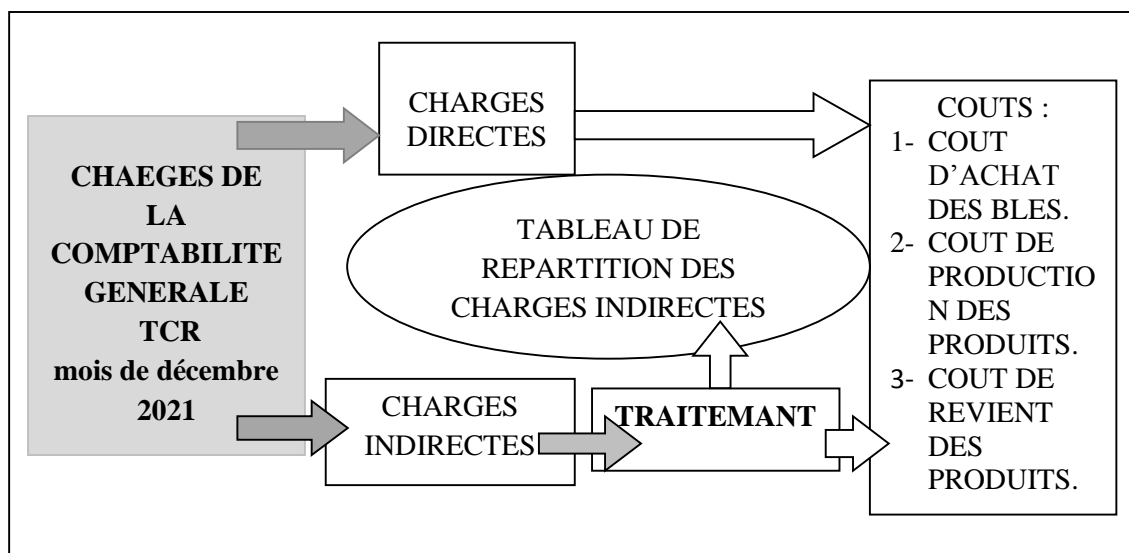 CHAEGES DE
LA
COMPTABILITE
GENERALE
TCR
mois de décembre
2021
CHARGES
DIRECTES
TABLEAU DE
REPARTITION DES
CHARGES INDIRECTES
CHARGES
INDIRECTES
TRAITEMANT
COUTS :
1- COUT
D'ACHAT
DES BLES.
2- COUT DE
PRODUCTIO
N DES
PRODUITS.
3- COUT DE
REVIENT
DES
PRODUITS.